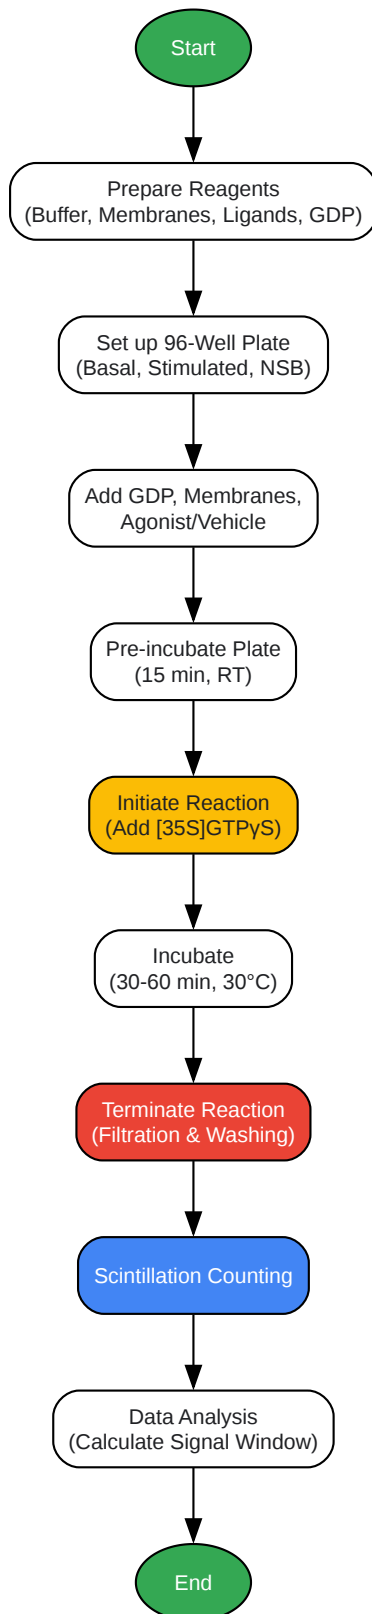 Start
Prepare Reagents
(Buffer, Membranes, Ligands, GDP)
Set up 96-Well Plate
(Basal, Stimulated, NSB)
Add GDP, Membranes,
Agonist/Vehicle
Pre-incubate Plate
(15 min, RT)
Initiate Reaction
(Add [35S]GTPγS)
Incubate
(30-60 min, 30°C)
Terminate Reaction
(Filtration & Washing)
Scintillation Counting
Data Analysis
(Calculate Signal Window)
End